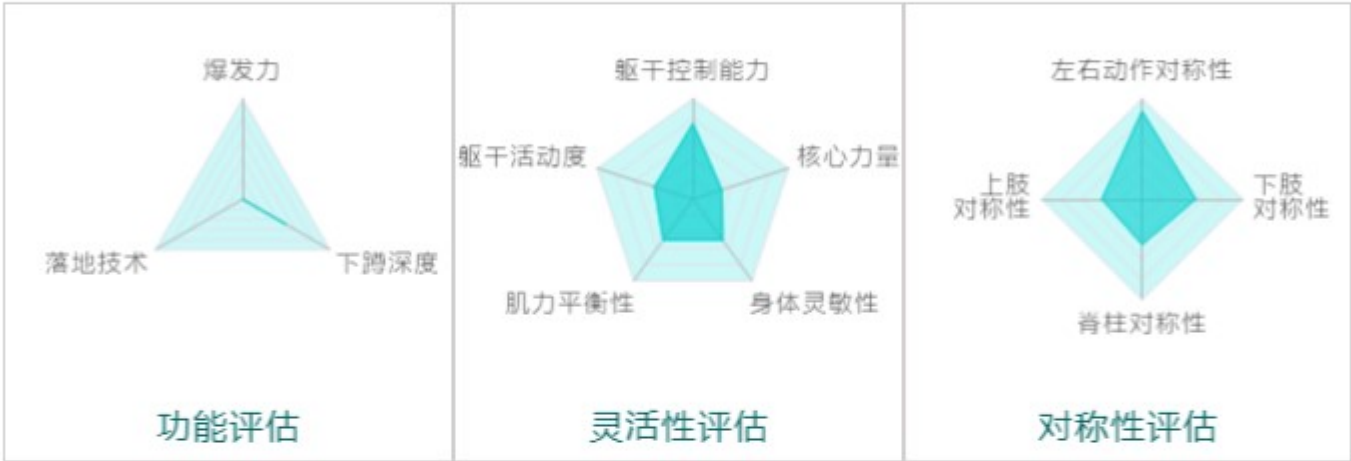 爆发力
落地技术
下蹲深度
功能评估
躯干控制能力
躯干活动度
核心力量
肌力平衡性
身体灵敏性
灵活性评估
左右动作对称性
上肢
对称性
下肢
对称性
脊柱对称性
对称性评估